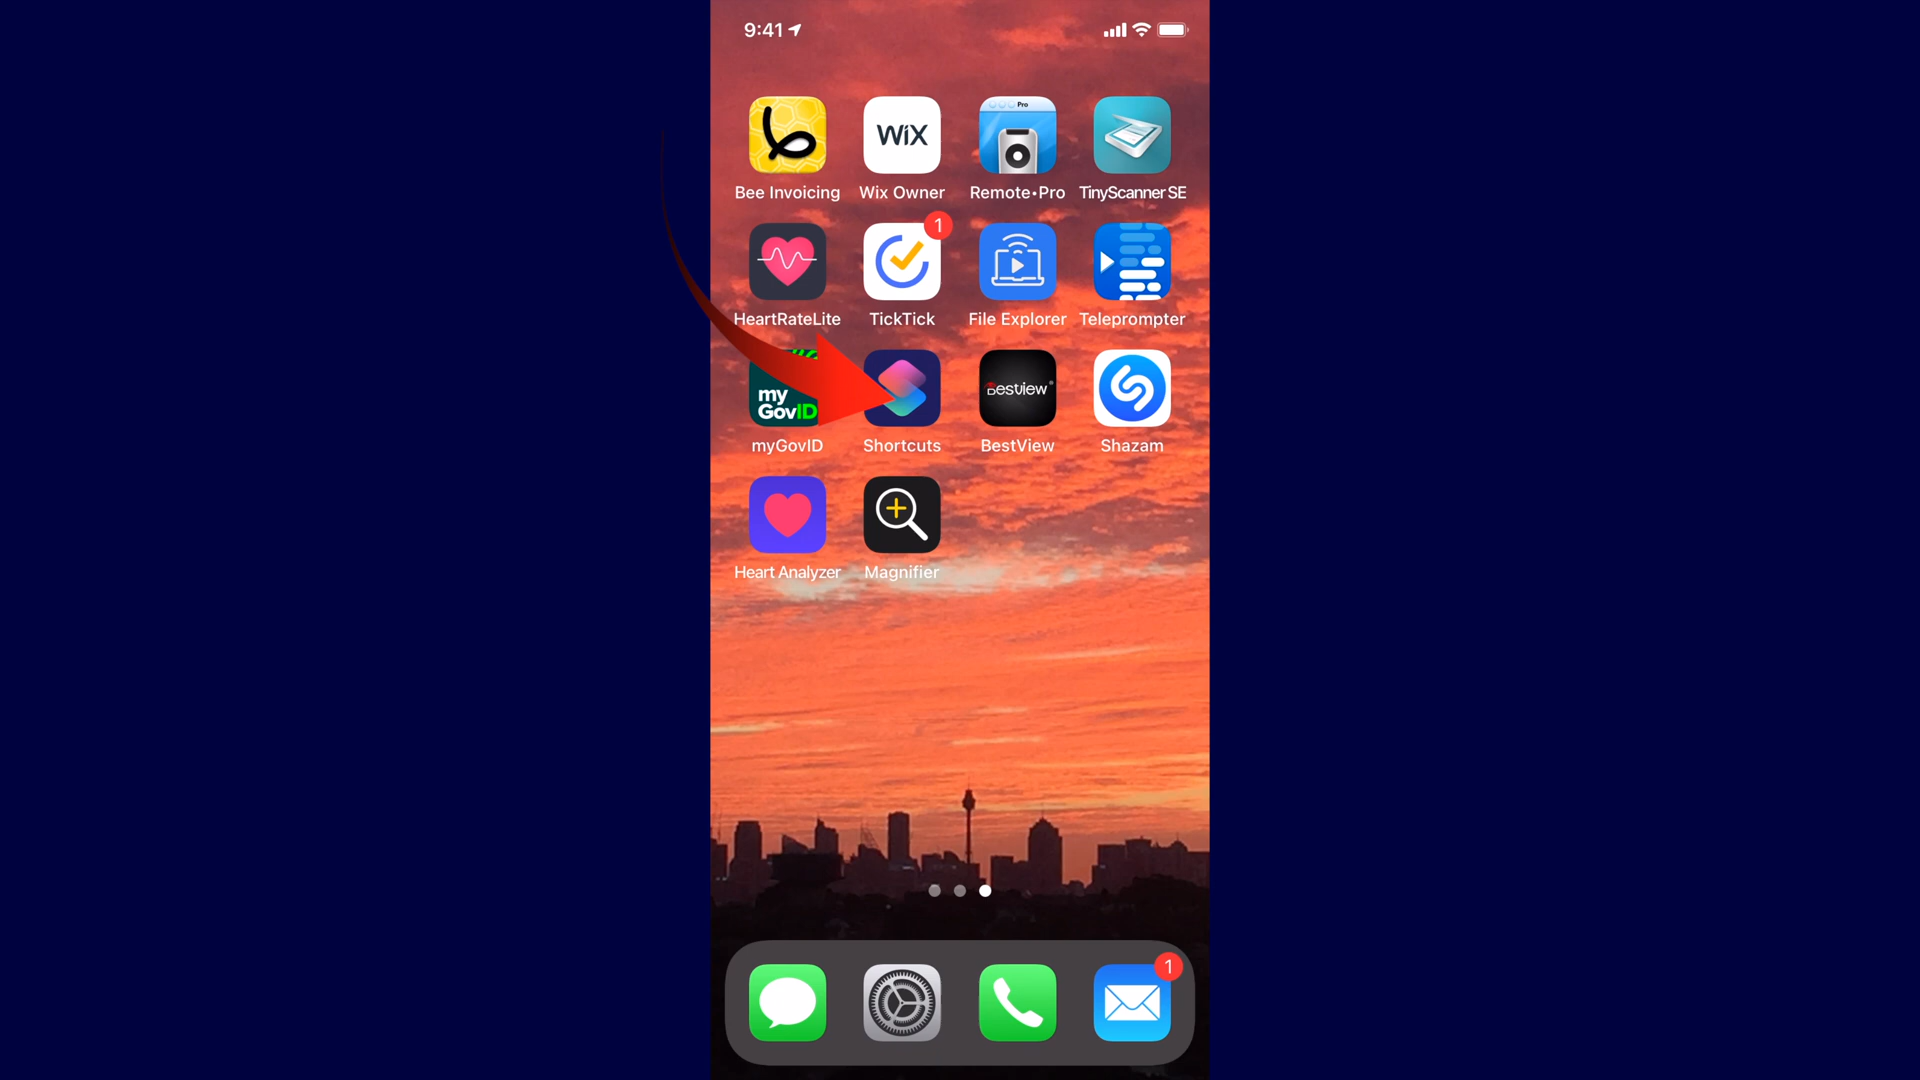 9:41
Pro
WiX
Bee Invoicing
Wix Owner
Remote•Pro
TinyScanner SE
1
HeartRateLite
TickTick
File Explorer
Teleprompter
my
GovID
Bestview
myGovID
Shortcuts
BestView
Shazam
Heart Analyzer
Magnifier
1